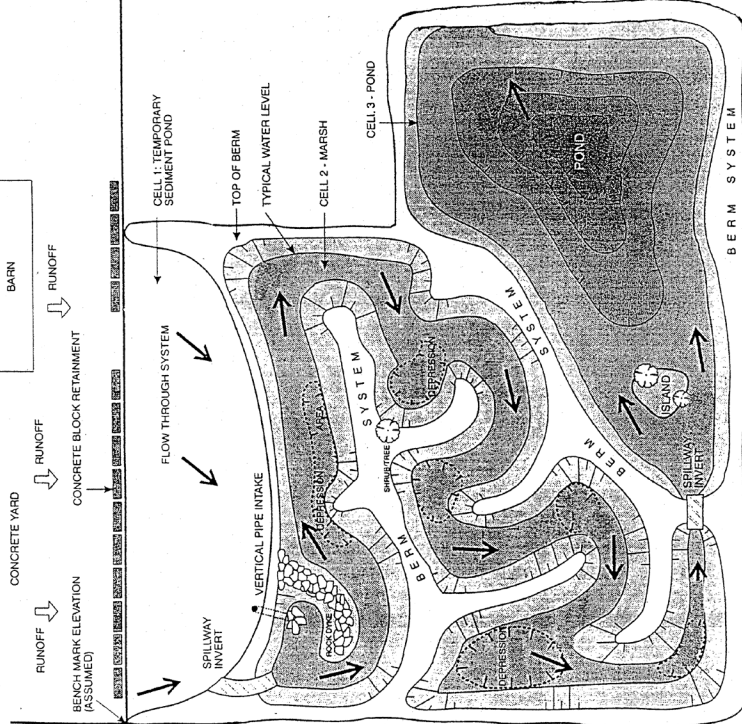 BARN
CONCRETE YARD
RUNOFF
RUNOFF
RUNOFF
BENCH MARK ELEVATION
(ASSUMED)
CONCRETE BLOCK RETAINMENT
CELL 1: TEMPORARY
SEDIMENT POND
FLOW THROUGH SYSTEM
TOP OF BERM
TYPICAL WATER LEVEL
CELL 2 - MARSH
CELL 3 - POND
VERTICAL PIPE INTAKE
SPILLWAY
INVERT
ROCK DYKE
DEPRESSION AREA
SYSTEM
BERM
SHRUB/TREE
DEPRESSION
BERM SYSTEM
DEPRESSION
POND
ISLAND
SPILLWAY
INVERT
BERM SYSTEM